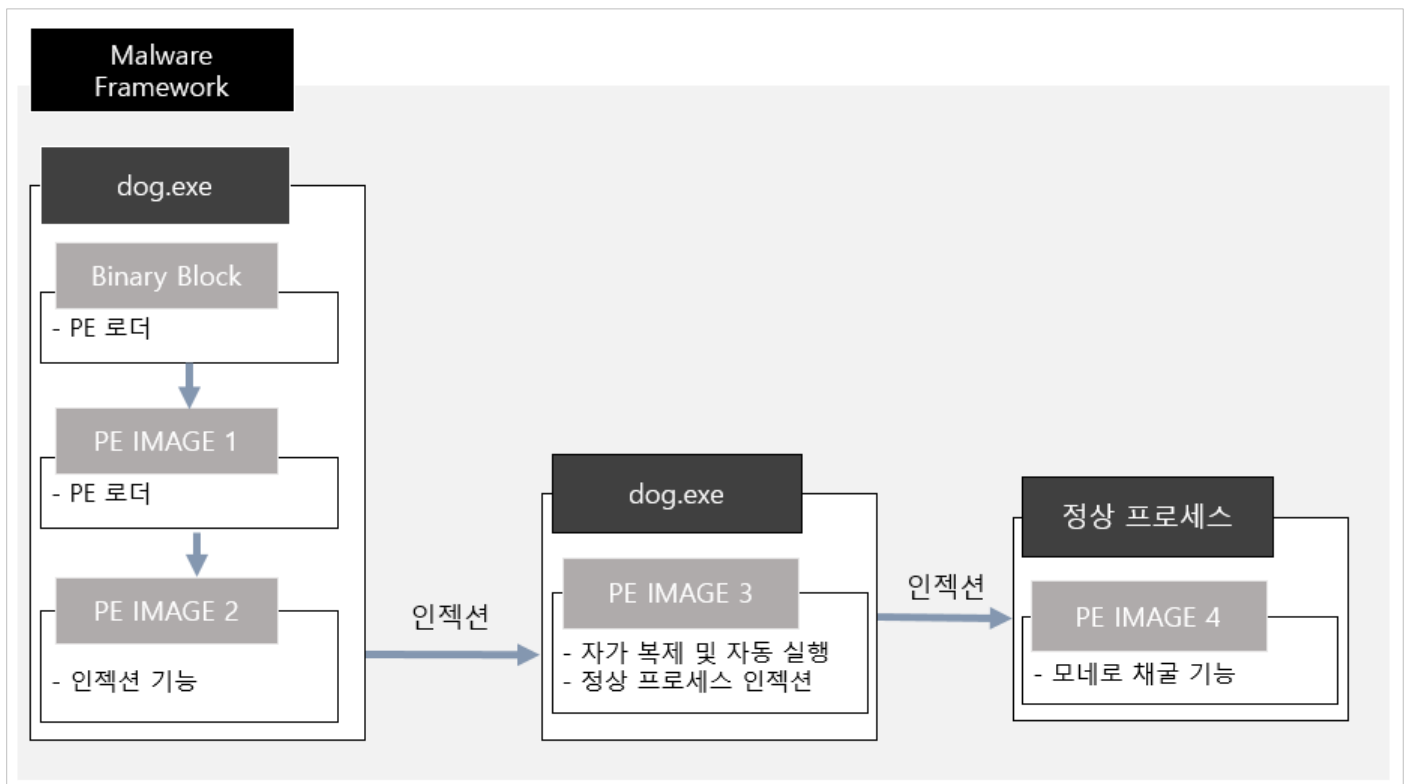 Malware
Framework
dog.exe
Binary Block
- PE 로더
PE IMAGE 1
- PE 로더
PE IMAGE 2
- 인젝션 기능
인젝션
dog.exe
PE IMAGE 3
- 자가 복제 및 자동 실행
- 정상 프로세스 인젝션
인젝션
정상 프로세스
PE IMAGE 4
- 모네로 채굴 기능